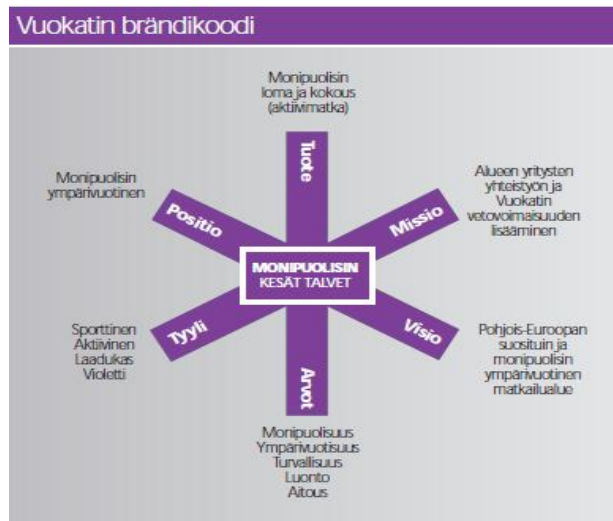 Vuokatin brändikoodi
Monipuolisin
loma ja kokous
(aktiivimatka)
Tuote
Monipuolisin
ympärivuotinen
Positio
Alueen yritysten
yhteistyön ja
Vuokatin
vetovoimaisuuden
lisääminen
Missio
MONIPUOLISIN
KESÄT TALVET
Sporttinen
Aktiivinen
Laadukas
Violetti
Tyyli
Visio
Pohjois-Euroopan
suosituin ja
monipuolisin
ympärivuotinen
matkailualue
Arvot
Monipuolisuus
Ympärivuotisuus
Turvallisuus
Luonto
Aitous